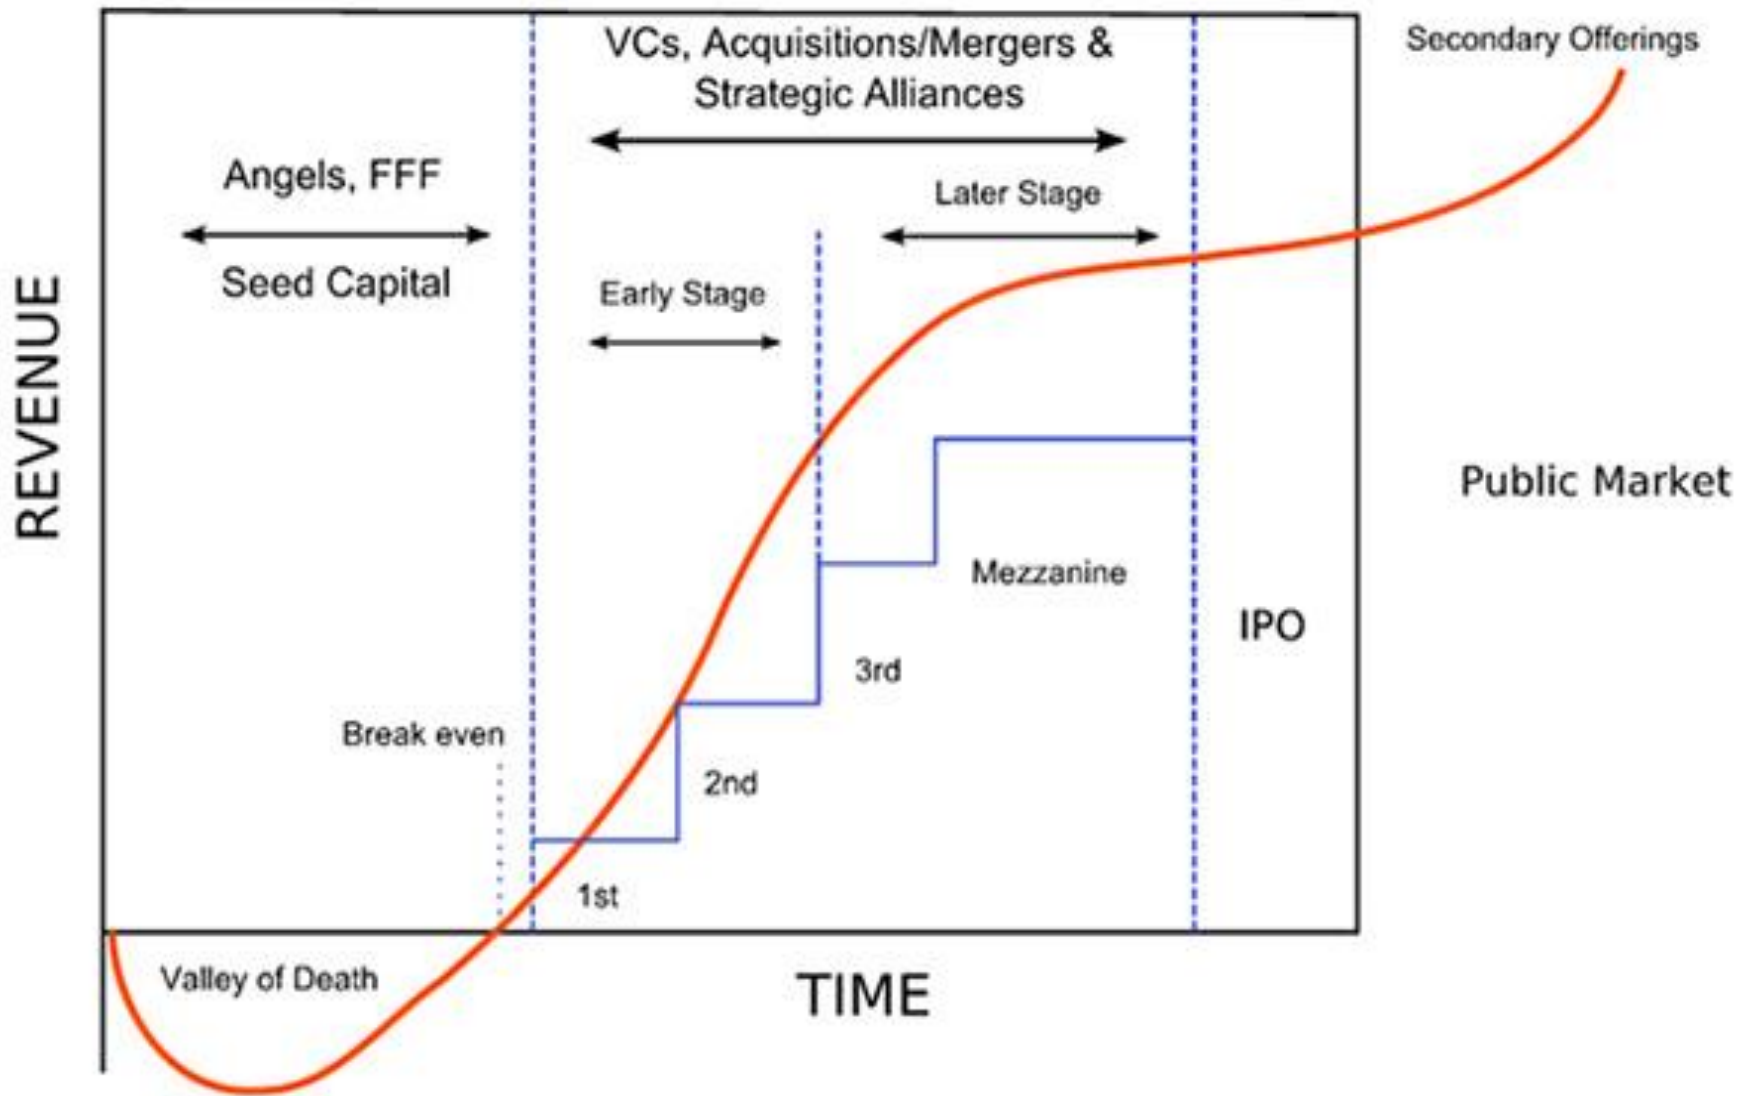 VCs, Acquisitions/Mergers &
Strategic Alliances
Secondary Offerings
Angels, FFF
Seed Capital
Later Stage
Early Stage
REVENUE
Public Market
Mezzanine
IPO
3rd
Break even
2nd
1st
Valley of Death
TIME